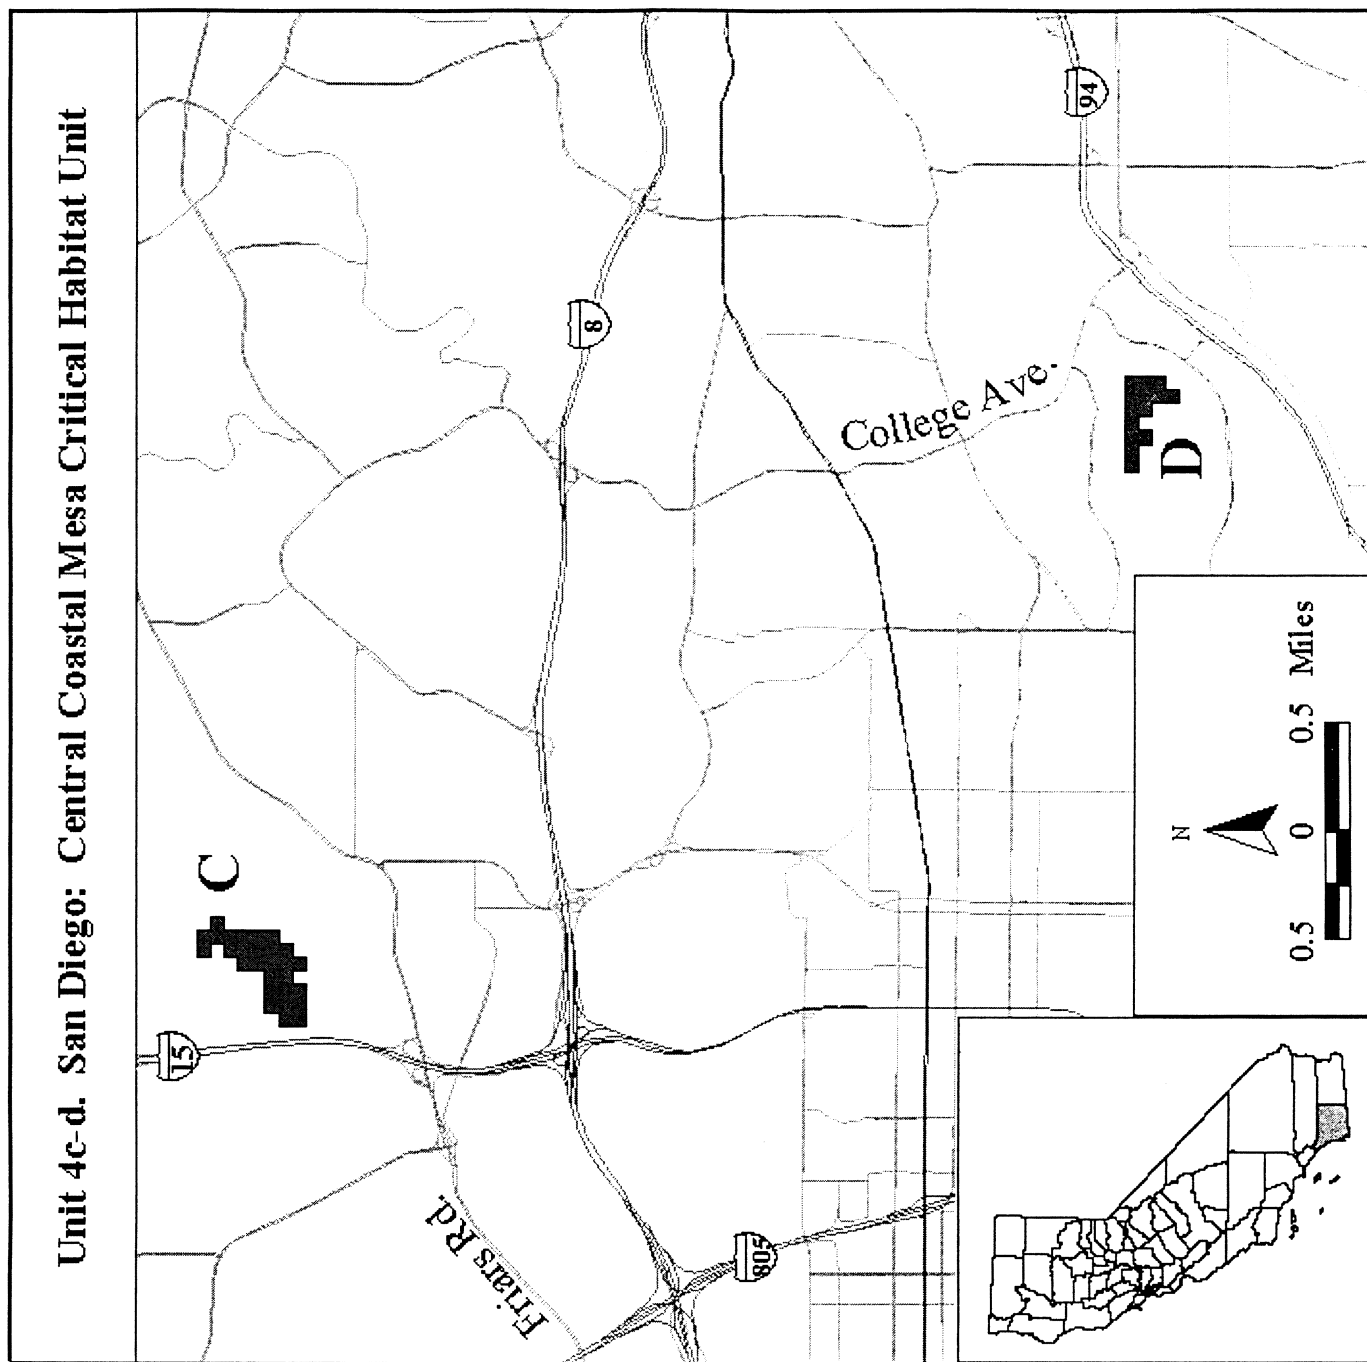 Unit 4c-d. San Diego: Central Coastal Mesa Critical Habitat Unit
15
C
Friars Rd.
8
805
College Ave.
94
D
N
0.5 0 0.5 Miles